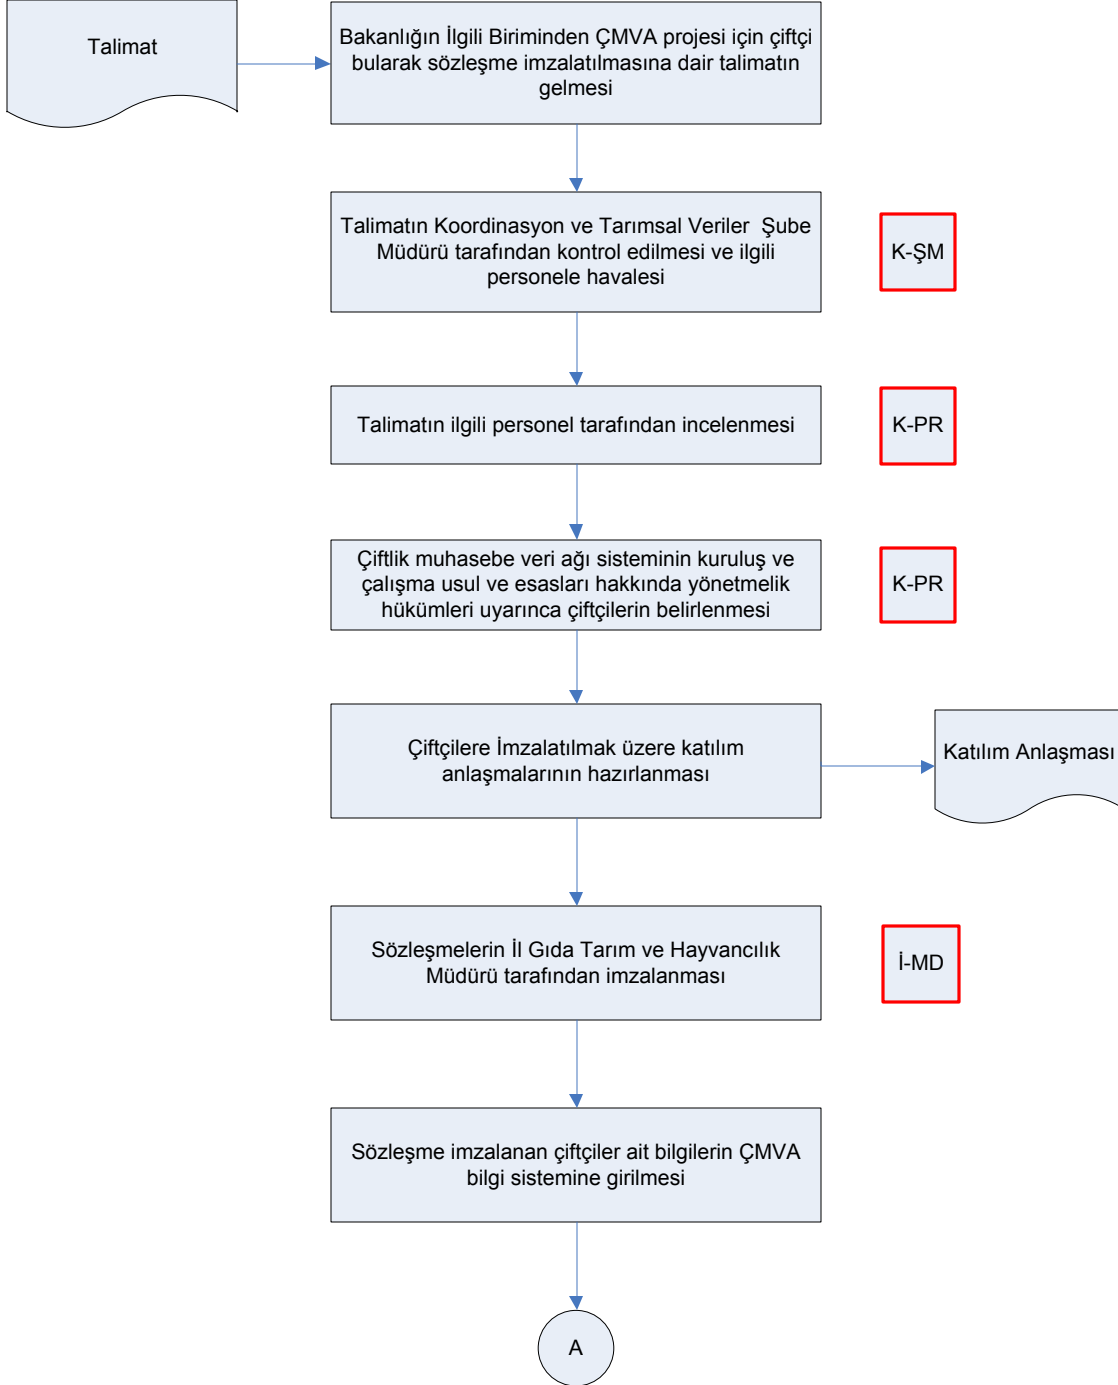 Talimat
Bakanlığın İlgili Biriminden ÇMVA projesi için çiftçi
bularak sözleşme imzalatılmasına dair talimatın
gelmesi
Talimatın Koordinasyon ve Tarımsal Veriler Şube
Müdürü tarafından kontrol edilmesi ve ilgili
personele havalesi
K-ŞM
Talimatın ilgili personel tarafından incelenmesi
K-PR
Çiftlik muhasebe veri ağı sisteminin kuruluş ve
çalışma usul ve esasları hakkında yönetmelik
hükümleri uyarınca çiftçilerin belirlenmesi
K-PR
Çiftçilere İmzalatılmak üzere katılım
anlaşmalarının hazırlanması
Katılım Anlaşması
Sözleşmelerin İl Gıda Tarım ve Hayvancılık
Müdürü tarafından imzalanması
İ-MD
Sözleşme imzalanan çiftçiler ait bilgilerin ÇMVA
bilgi sistemine girilmesi
A